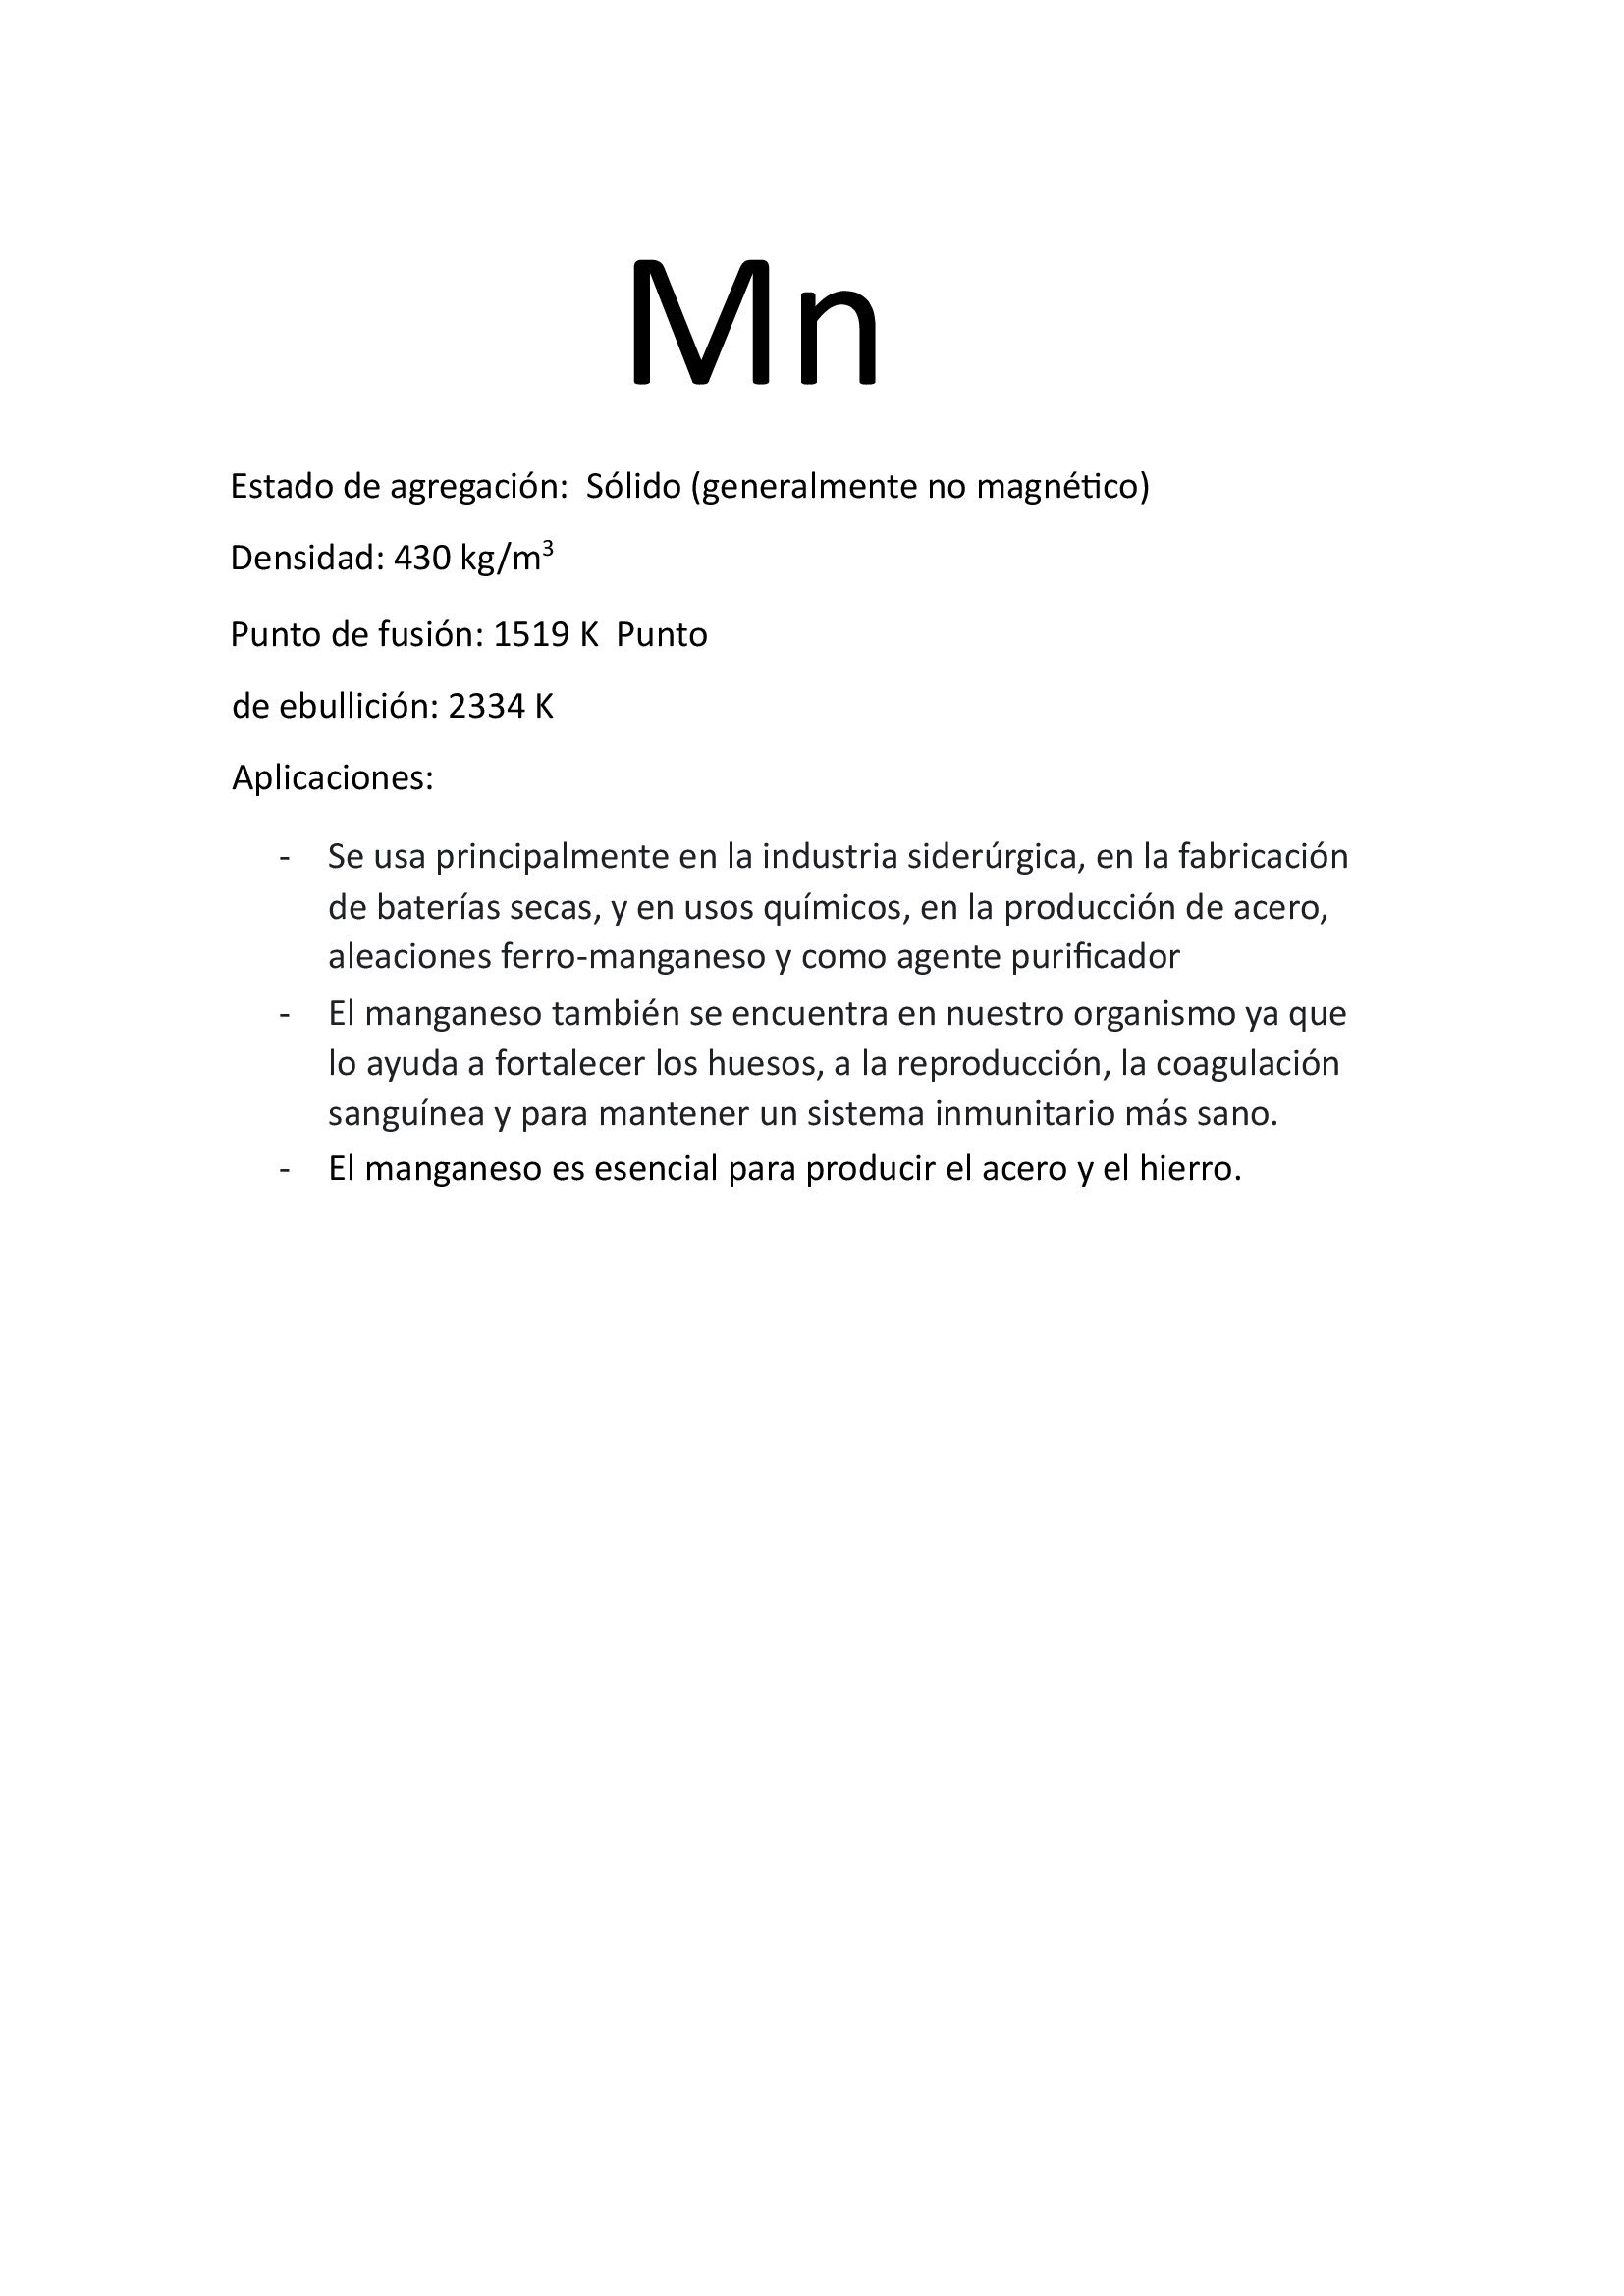 Mn
Estado de agregación:  Sólido (generalmente no magnético)
Densidad: 430 kg/m³
Punto de fusión: 1519 K  Punto
de ebullición: 2334 K
Aplicaciones:
- Se usa principalmente en la industria siderúrgica, en la fabricación
de baterías secas, y en usos químicos, en la producción de acero,
aleaciones ferro-manganeso y como agente purificador
- El manganeso también se encuentra en nuestro organismo ya que
lo ayuda a fortalecer los huesos, a la reproducción, la coagulación
sanguínea y para mantener un sistema inmunitario más sano.
- El manganeso es esencial para producir el acero y el hierro.